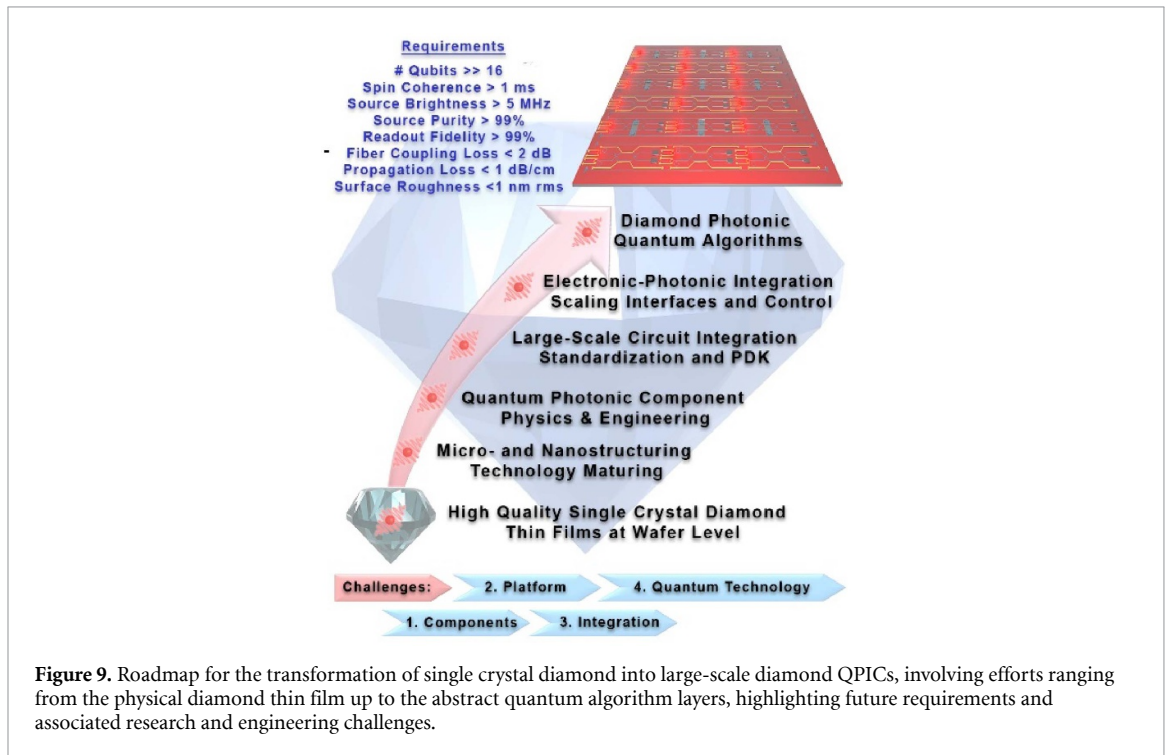 Requirements
# Qubits >> 16
Spin Coherence > 1 ms
Source Brightness > 5 MHz
Source Purity > 99%
Readout Fidelity > 99%
Fiber Coupling Loss < 2 dB
Propagation Loss < 1 dB/cm
Surface Roughness <1 nm rms
Diamond Photonic
Quantum Algorithms
Electronic-Photonic Integration
Scaling Interfaces and Control
Large-Scale Circuit Integration
Standardization and PDK
Quantum Photonic Component
Physics & Engineering
Micro- and Nanostructuring
Technology Maturing
High Quality Single Crystal Diamond
Thin Films at Wafer Level
Challenges:
2. Platform
4. Quantum Technology
1. Components
3. Integration
Figure 9. Roadmap for the transformation of single crystal diamond into large-scale diamond QPICs, involving efforts ranging
from the physical diamond thin film up to the abstract quantum algorithm layers, highlighting future requirements and
associated research and engineering challenges.